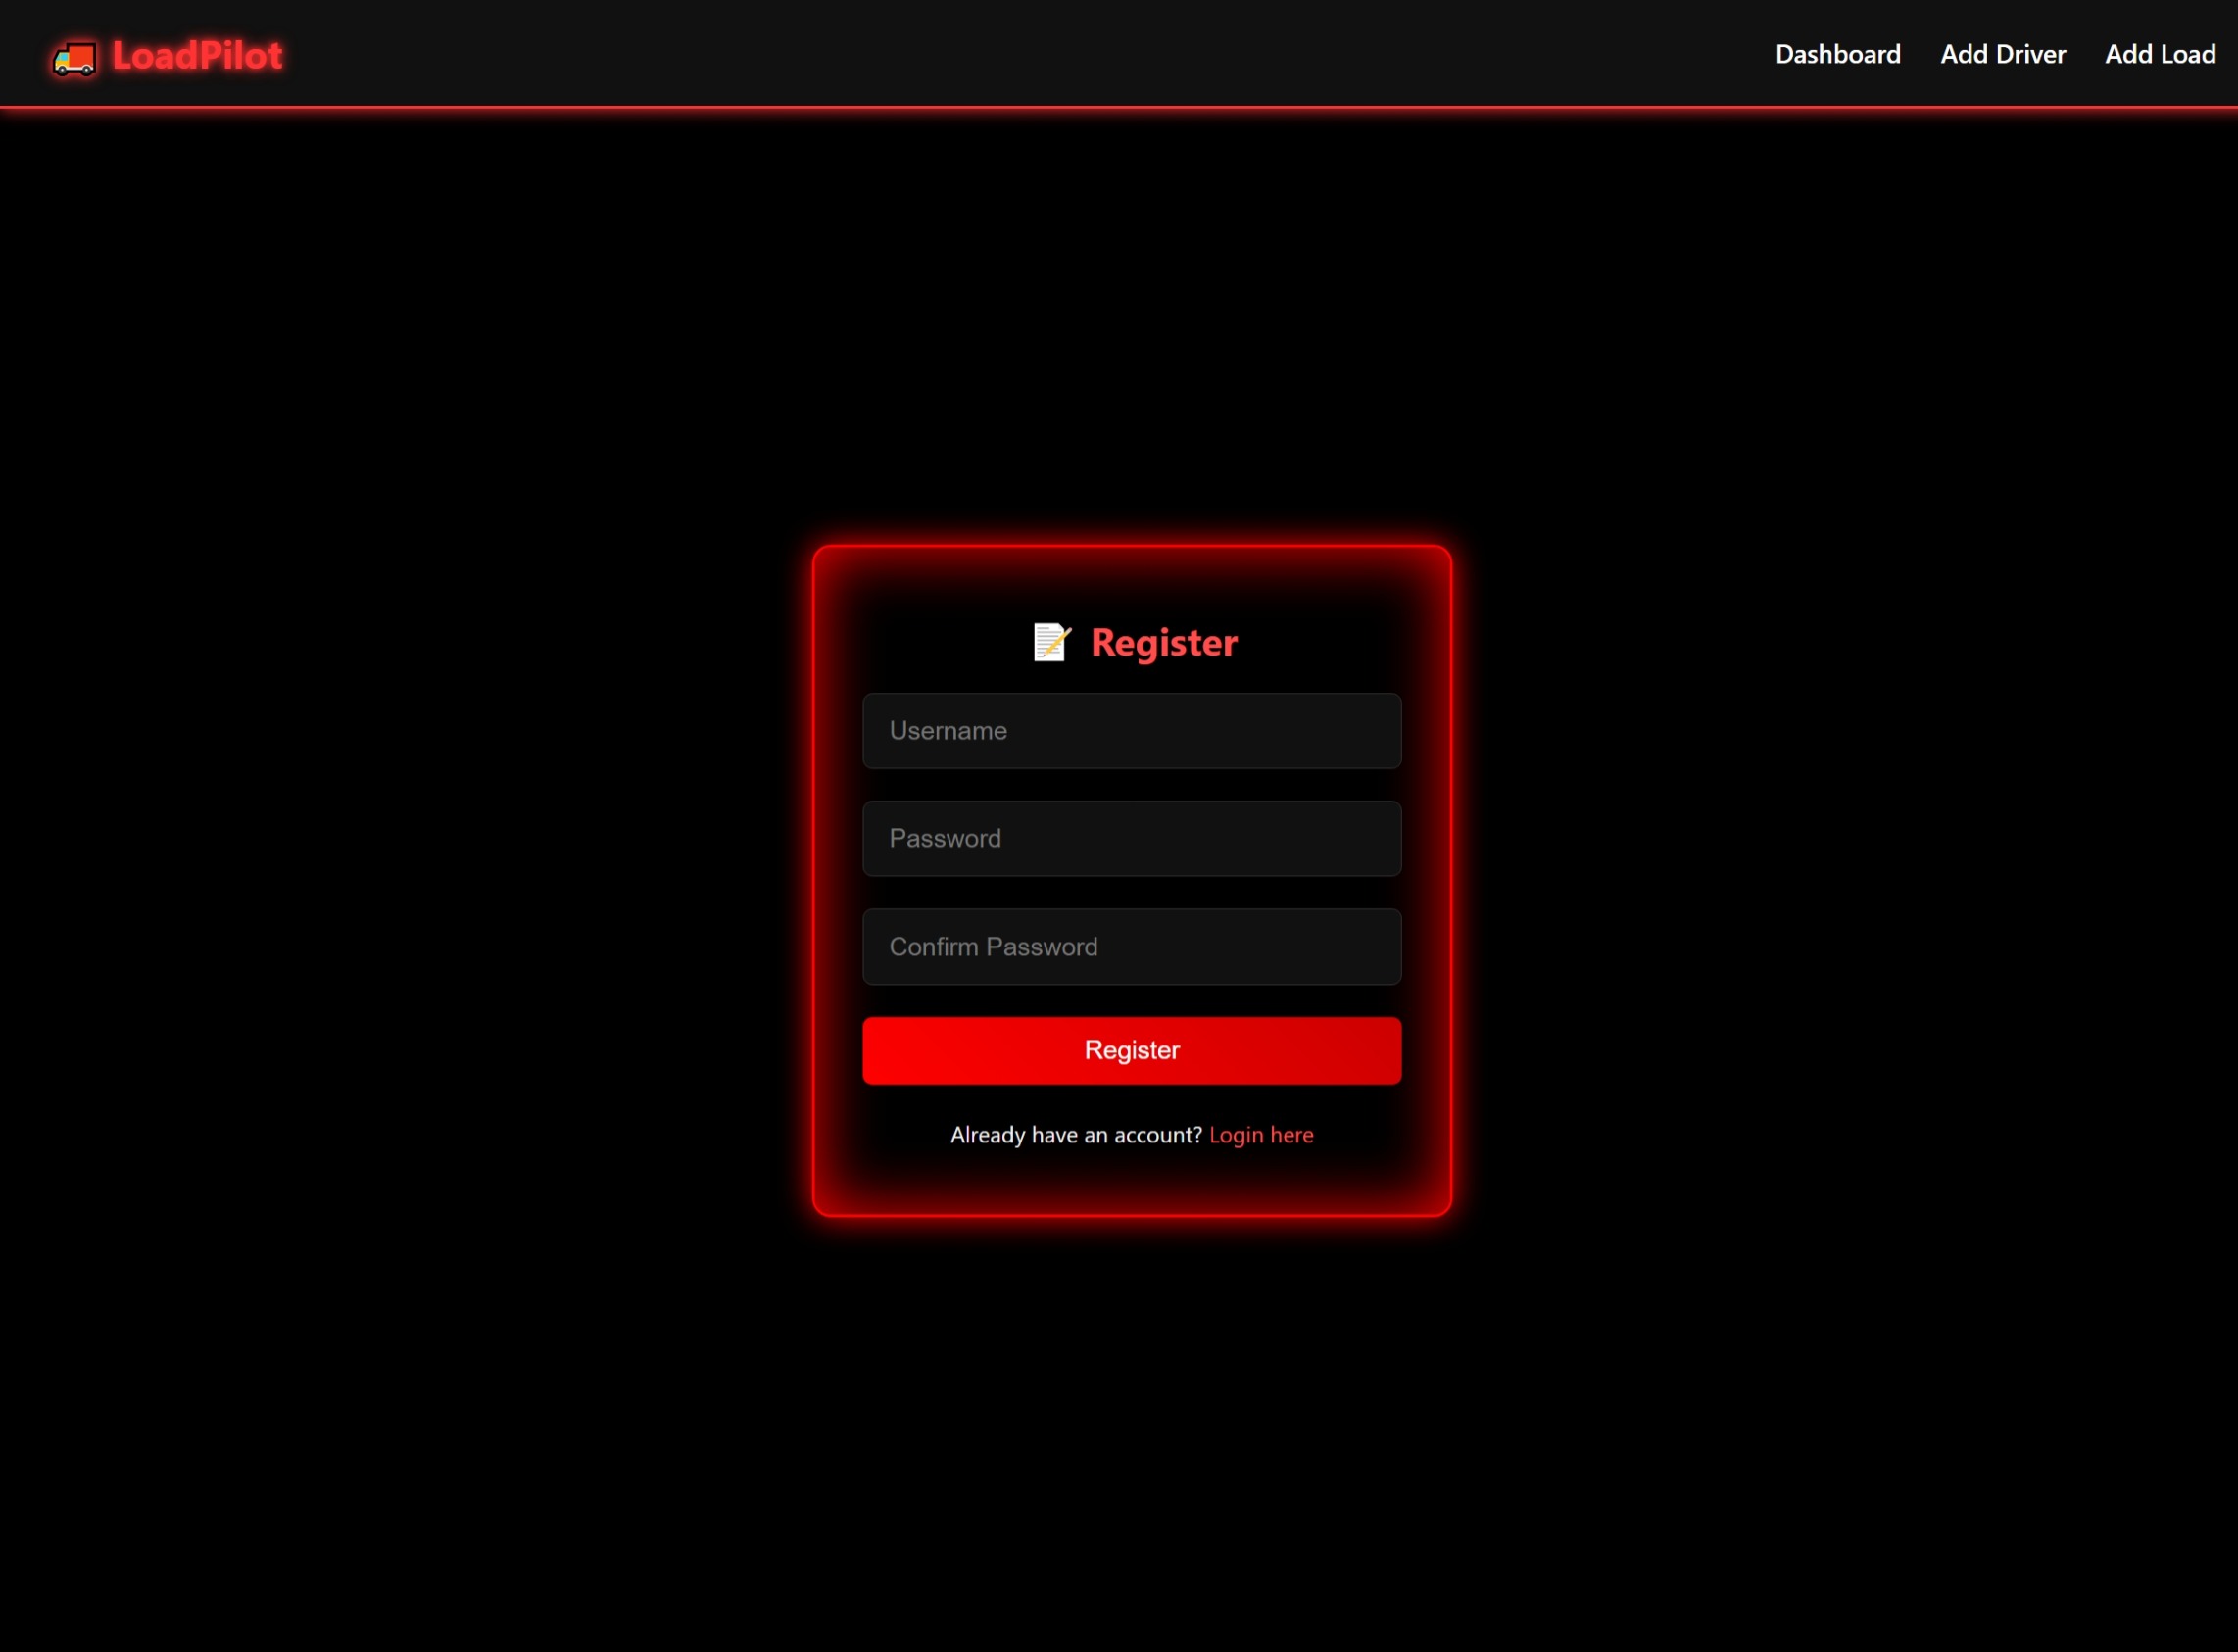 LoadPilot
Dashboard Add Driver Add Load
Register
Username
Password
Confirm Password
Register
Already have an account? Login here